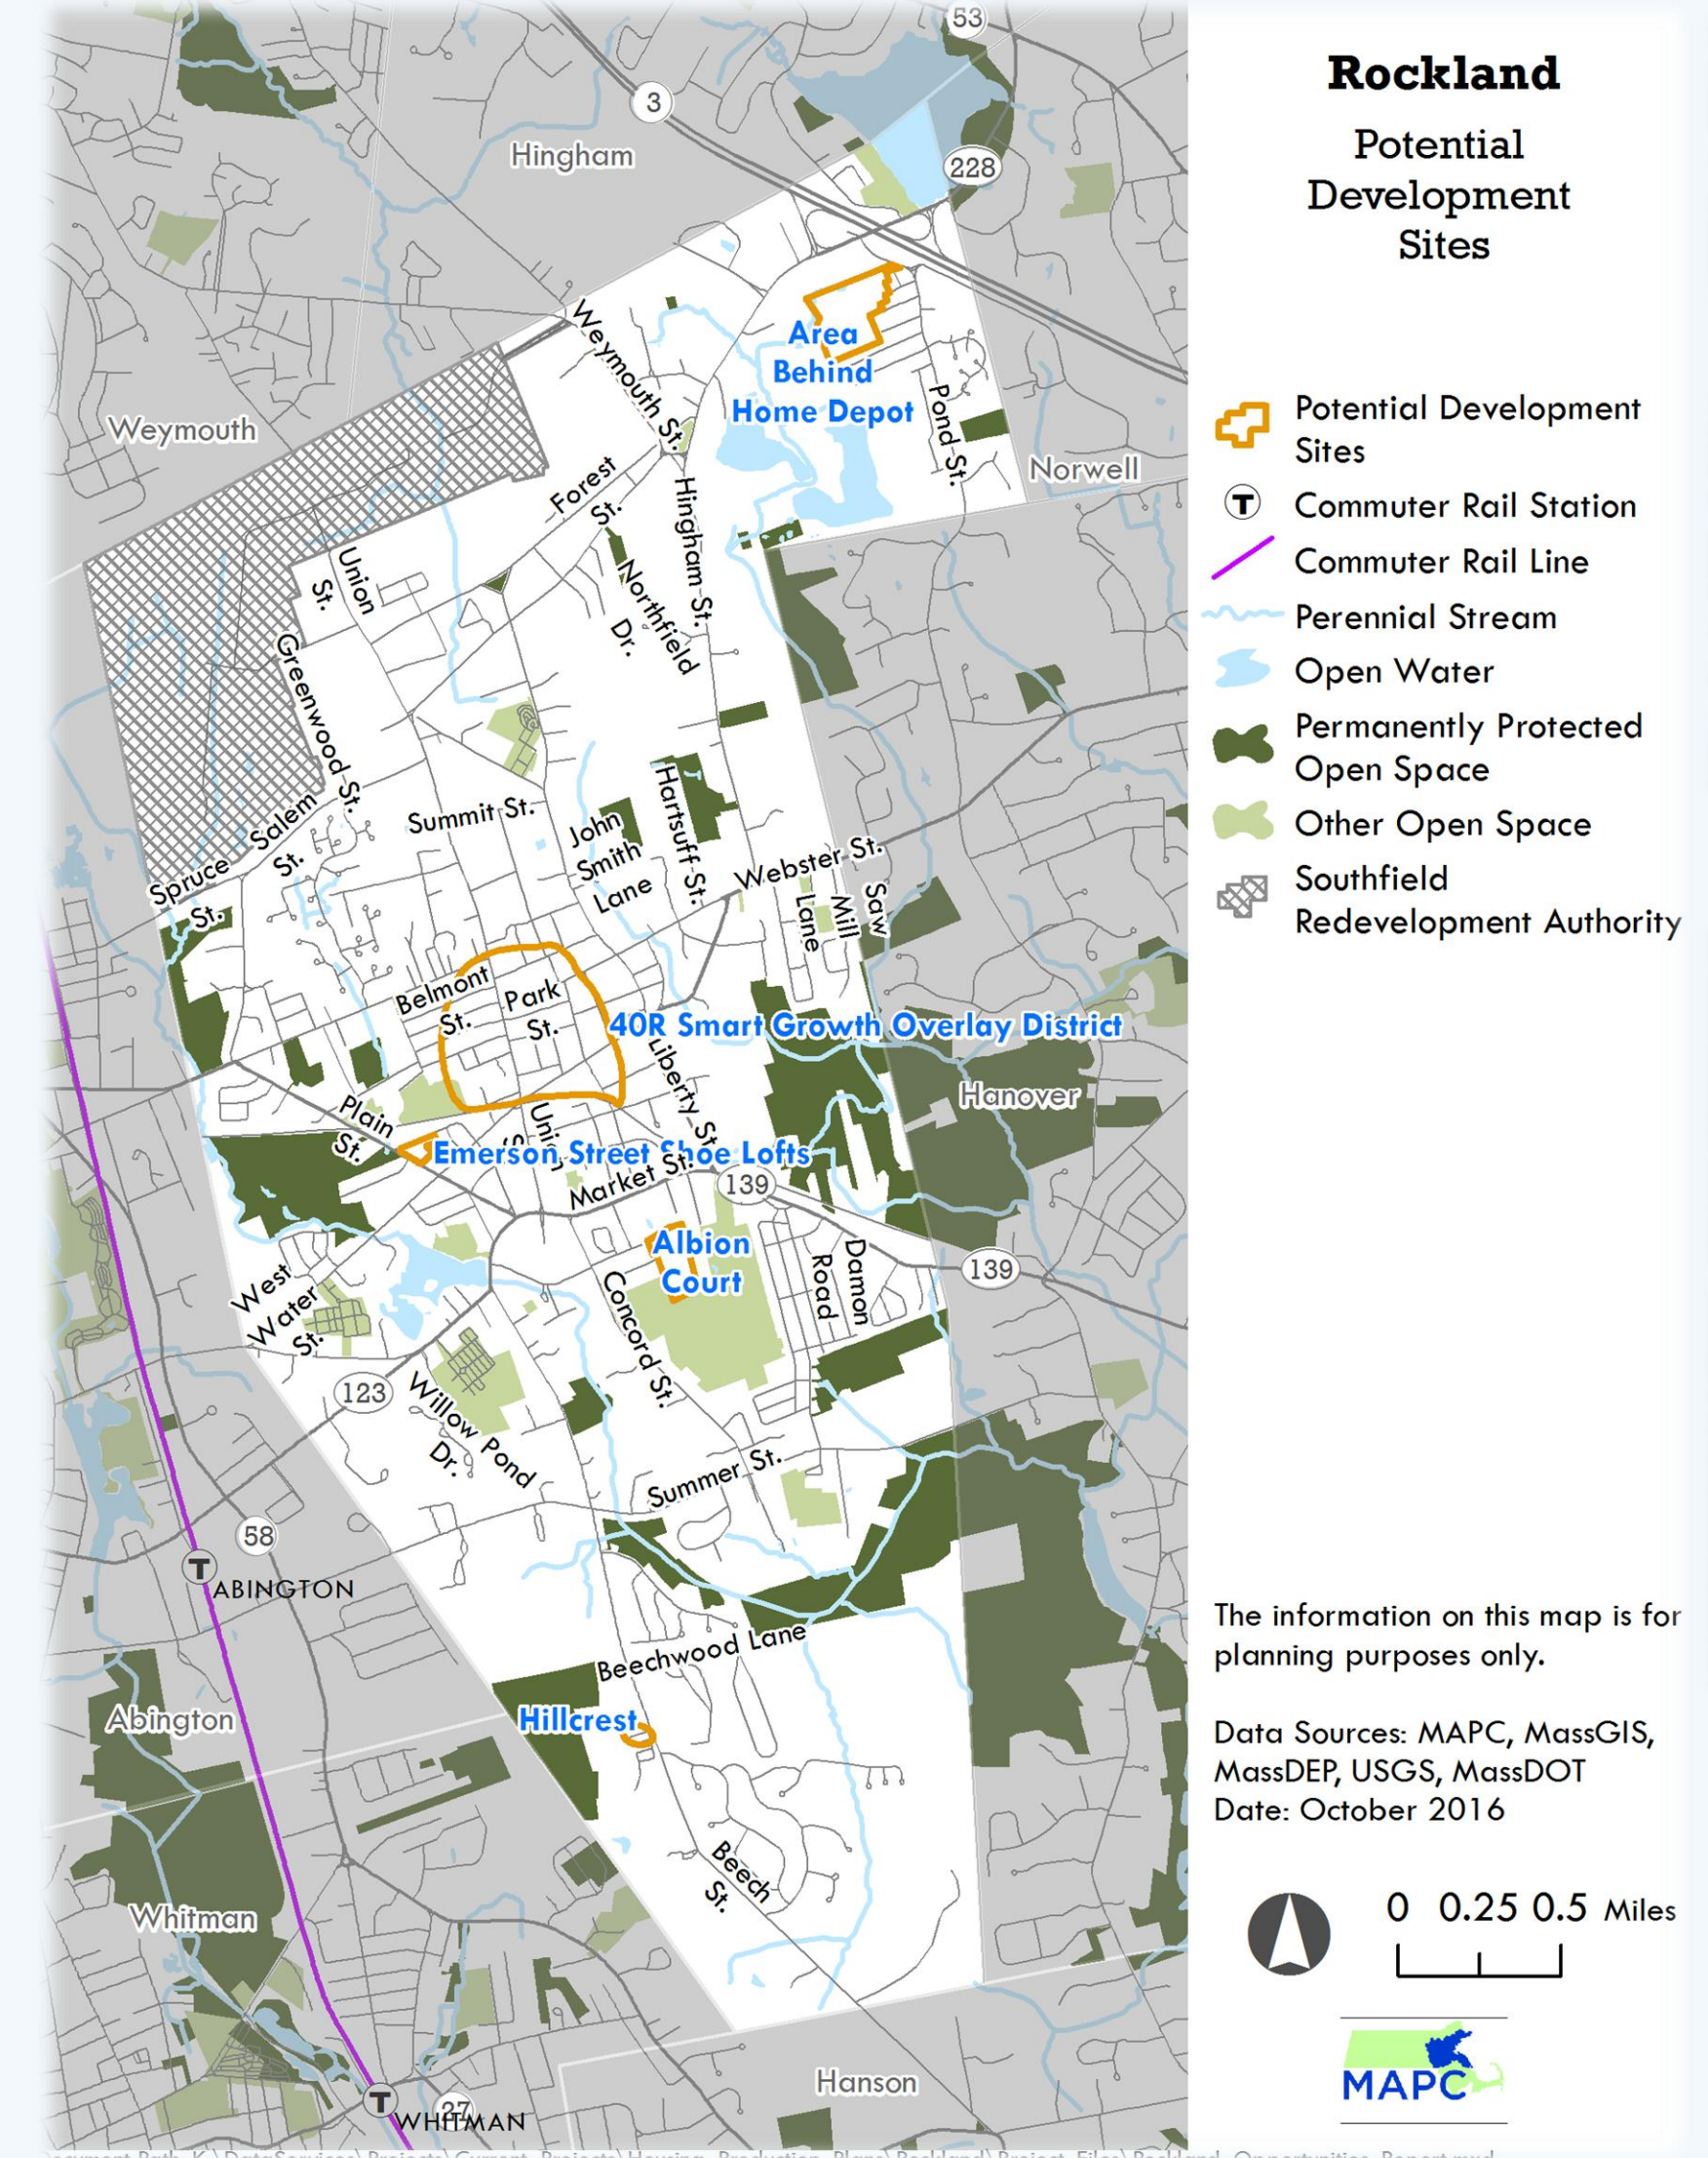 53
3
Hingham
228
Rockland
Potential
Development
Sites
Weymouth St.
Area
Behind
Home Depot
Weymouth
Pond St.
Norwell
Potential Development
Sites
Commuter Rail Station
Commuter Rail Line
Perennial Stream
Open Water
Permanently Protected
Open Space
Other Open Space
Southfield
Redevelopment Authority
Forest
St.
Hingham St.
Union
St.
Northfield
Dr.
Greenwood St.
Salem
St.
Summit St.
John
Smith
Lane
Hartsuff St.
Webster St.
Spruce
St.
Saw
Mill
Lane
Belmont
St.
Park
St.
40R Smart Growth Overlay District
Liberty St.
Hanover
Plain
St.
Union
Emerson Street Shoe Lofts
Market St.
139
Albion
Court
Damon
Road
139
West
Water
St.
Concord St.
123
Willow Pond
Dr.
Summer St.
58
ABINGTON
Beechwood Lane
Abington
Hillcrest
Beech
St.
Whitman
WHITMAN
27
Hanson
The information on this map is for
planning purposes only.
Data Sources: MAPC, MassGIS,
MassDEP, USGS, MassDOT
Date: October 2016
0 0.25 0.5 Miles
MAPC